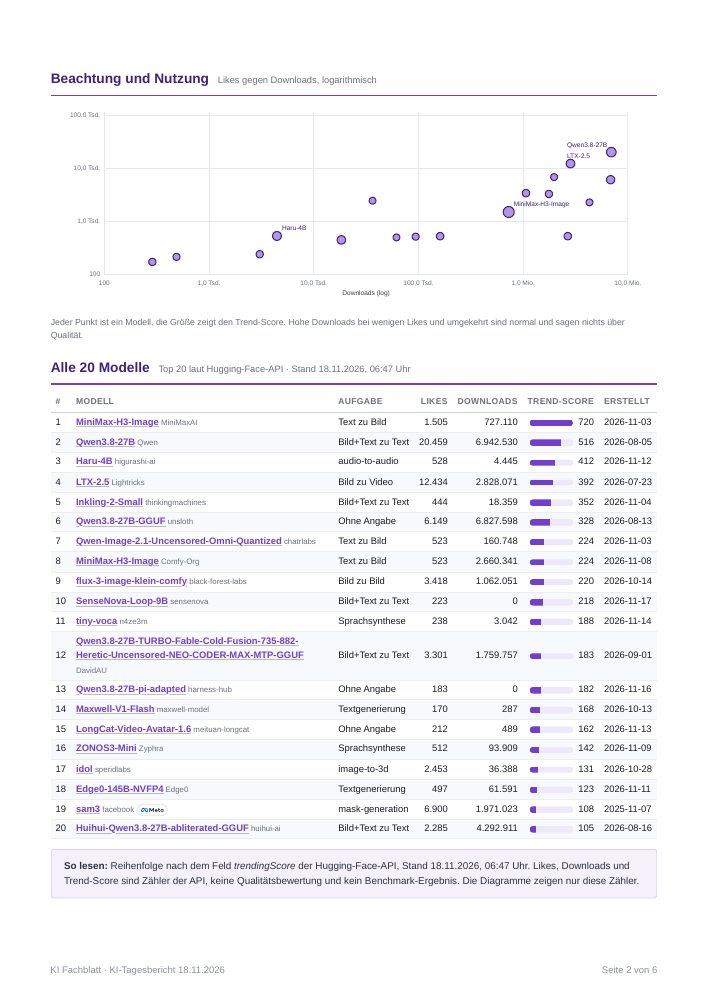 Beachtung und Nutzung Likes gegen Downloads, logarithmisch
100.0 Tsd.
10,0 Tsd.
1,0 Tsd.
100
Qwen3.8-27B
LTX-2.5
MiniMax-H3-Image
Haru-4B
100 1,0 Tsd. 10,0 Tsd. 100,0 Tsd. 1,0 Mio. 10,0 Mio.
Downloads (log)
Jeder Punkt ist ein Modell, die Größe zeigt den Trend-Score. Hohe Downloads bei wenigen Likes und umgekehrt sind normal und sagen nichts über
Qualität.
Alle 20 Modelle Top 20 laut Hugging-Face-API · Stand 18.11.2026, 06:47 Uhr
# MODELL AUFGABE LIKES DOWNLOADS TREND-SCORE ERSTELLT
1 MiniMax-H3-Image MiniMaxAI Text zu Bild 1.505 727.110 720 2026-11-03
2 Qwen3.8-27B Qwen Bild+Text zu Text 20.459 6.942.530 516 2026-08-05
3 Haru-4B higurashi-ai audio-to-audio 528 4.445 412 2026-11-12
4 LTX-2.5 Lightricks Bild zu Video 12.434 2.828.071 392 2026-07-23
5 Inkling-2-Small thinkingmachines Bild+Text zu Text 444 18.359 352 2026-11-04
6 Qwen3.8-27B-GGUF unsloth Ohne Angabe 6.149 6.827.598 328 2026-08-13
7 Qwen-Image-2.1-Uncensored-Omni-Quantized chatrlabs Text zu Bild 523 160.748 224 2026-11-03
8 MiniMax-H3-Image Comfy-Org Text zu Bild 523 2.660.341 224 2026-11-08
9 flux-3-image-klein-comfy black-forest-labs Bild zu Bild 3.418 1.062.051 220 2026-10-14
10 SenseNova-Loop-9B sensenova Bild+Text zu Text 223 0 218 2026-11-17
11 tiny-voca n4ze3m Sprachsynthese 238 3.042 188 2026-11-14
Qwen3.8-27B-TURBO-Fable-Cold-Fusion-735-882-
12 Heretic-Uncensored-NEO-CODER-MAX-MTP-GGUF Bild+Text zu Text 3.301 1.759.757 183 2026-09-01
DavidAU
13 Qwen3.8-27B-pi-adapted harness-hub Ohne Angabe 183 0 182 2026-11-16
14 Maxwell-V1-Flash maxwell-model Textgenerierung 170 287 168 2026-10-13
15 LongCat-Video-Avatar-1.6 meituan-longcat Ohne Angabe 212 489 162 2026-11-13
16 ZONOS3-Mini Zyphra Sprachsynthese 512 93.909 142 2026-11-09
17 idol speridlabs image-to-3d 2.453 36.388 131 2026-10-28
18 Edge0-145B-NVFP4 Edge0 Textgenerierung 497 61.591 123 2026-11-11
19 sam3 facebook Meta mask-generation 6.900 1.971.023 108 2025-11-07
20 Huihui-Qwen3.8-27B-abliterated-GGUF huihui-ai Bild+Text zu Text 2.285 4.292.911 105 2026-08-16
So lesen: Reihenfolge nach dem Feld trendingScore der Hugging-Face-API, Stand 18.11.2026, 06:47 Uhr. Likes, Downloads und
Trend-Score sind Zähler der API, keine Qualitätsbewertung und kein Benchmark-Ergebnis. Die Diagramme zeigen nur diese Zähler.
KI Fachblatt · KI-Tagesbericht 18.11.2026 Seite 2 von 6